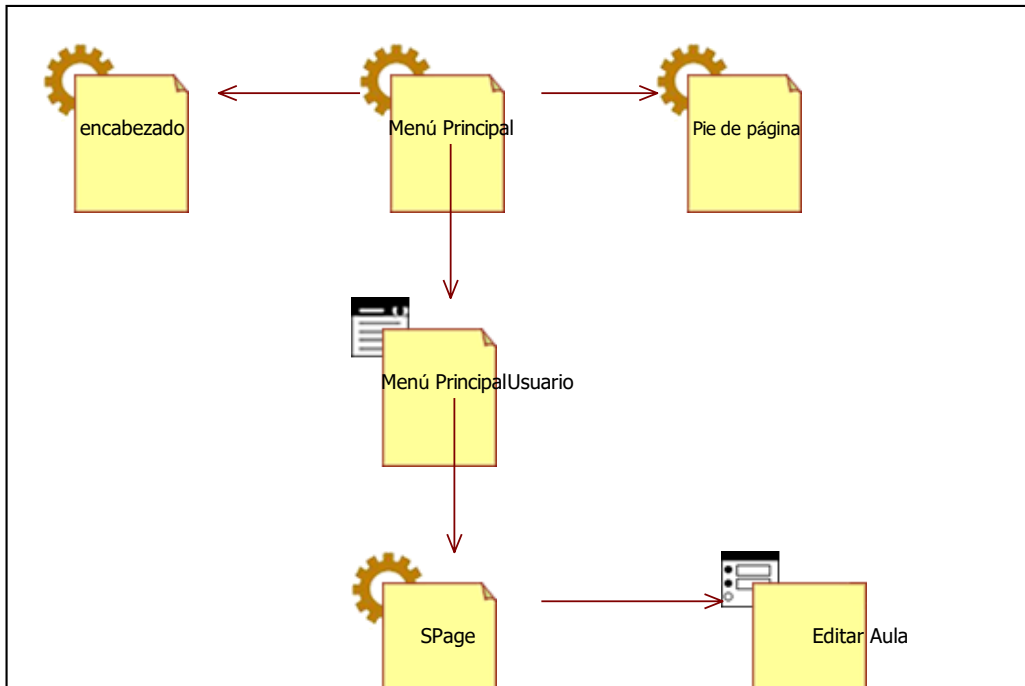 encabezado
Menú Principal
Pie de página
Menú PrincipalUsuario
SPage
Editar Aula